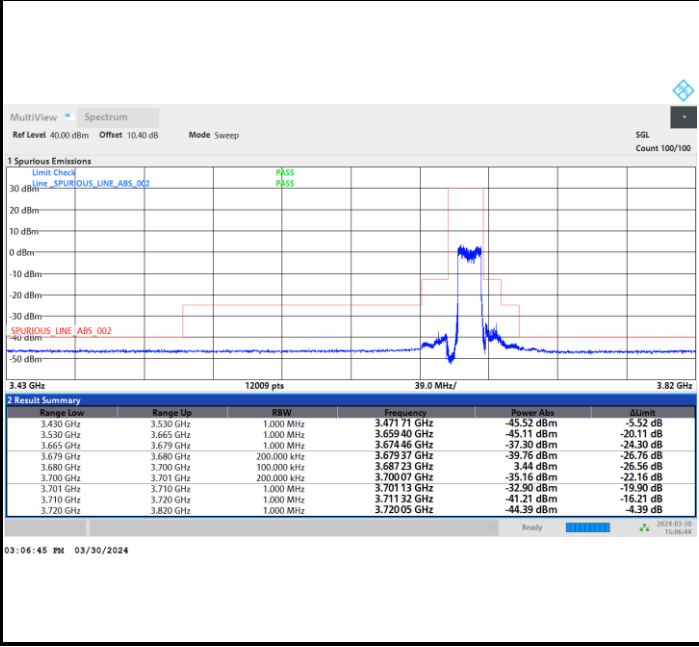 MultiView Spectrum
Ref Level 40.00 dBm Offset 10.40 dB Mode Sweep SGL
Count 100/100
1 Spurious Emissions
Limit Check PASS
Line _SPURIOUS_LINE_ABS_002 PASS
30 dBm
20 dBm
10 dBm
0 dBm
-10 dBm
-20 dBm
-30 dBm
_SPURIOUS_LINE_ABS_002
-40 dBm
-50 dBm
3.43 GHz 12009 pts 39.0 MHz/ 3.82 GHz
2 Result Summary
Range Low Range Up RBW Frequency Power Abs ΔLimit
3.430 GHz 3.530 GHz 1.000 MHz 3.471 71 GHz -45.52 dBm -5.52 dB
3.530 GHz 3.665 GHz 1.000 MHz 3.659 40 GHz -45.11 dBm -20.11 dB
3.665 GHz 3.679 GHz 1.000 MHz 3.674 46 GHz -37.30 dBm -24.30 dB
3.679 GHz 3.680 GHz 200.000 kHz 3.679 37 GHz -39.76 dBm -26.76 dB
3.680 GHz 3.700 GHz 100.000 kHz 3.687 23 GHz 3.44 dBm -26.56 dB
3.700 GHz 3.701 GHz 200.000 kHz 3.700 07 GHz -35.16 dBm -22.16 dB
3.701 GHz 3.710 GHz 1.000 MHz 3.701 13 GHz -32.90 dBm -19.90 dB
3.710 GHz 3.720 GHz 1.000 MHz 3.711 32 GHz -41.21 dBm -16.21 dB
3.720 GHz 3.820 GHz 1.000 MHz 3.720 05 GHz -44.39 dBm -4.39 dB
Ready 2024-03-30
15:06:44
03:06:45 PM 03/30/2024